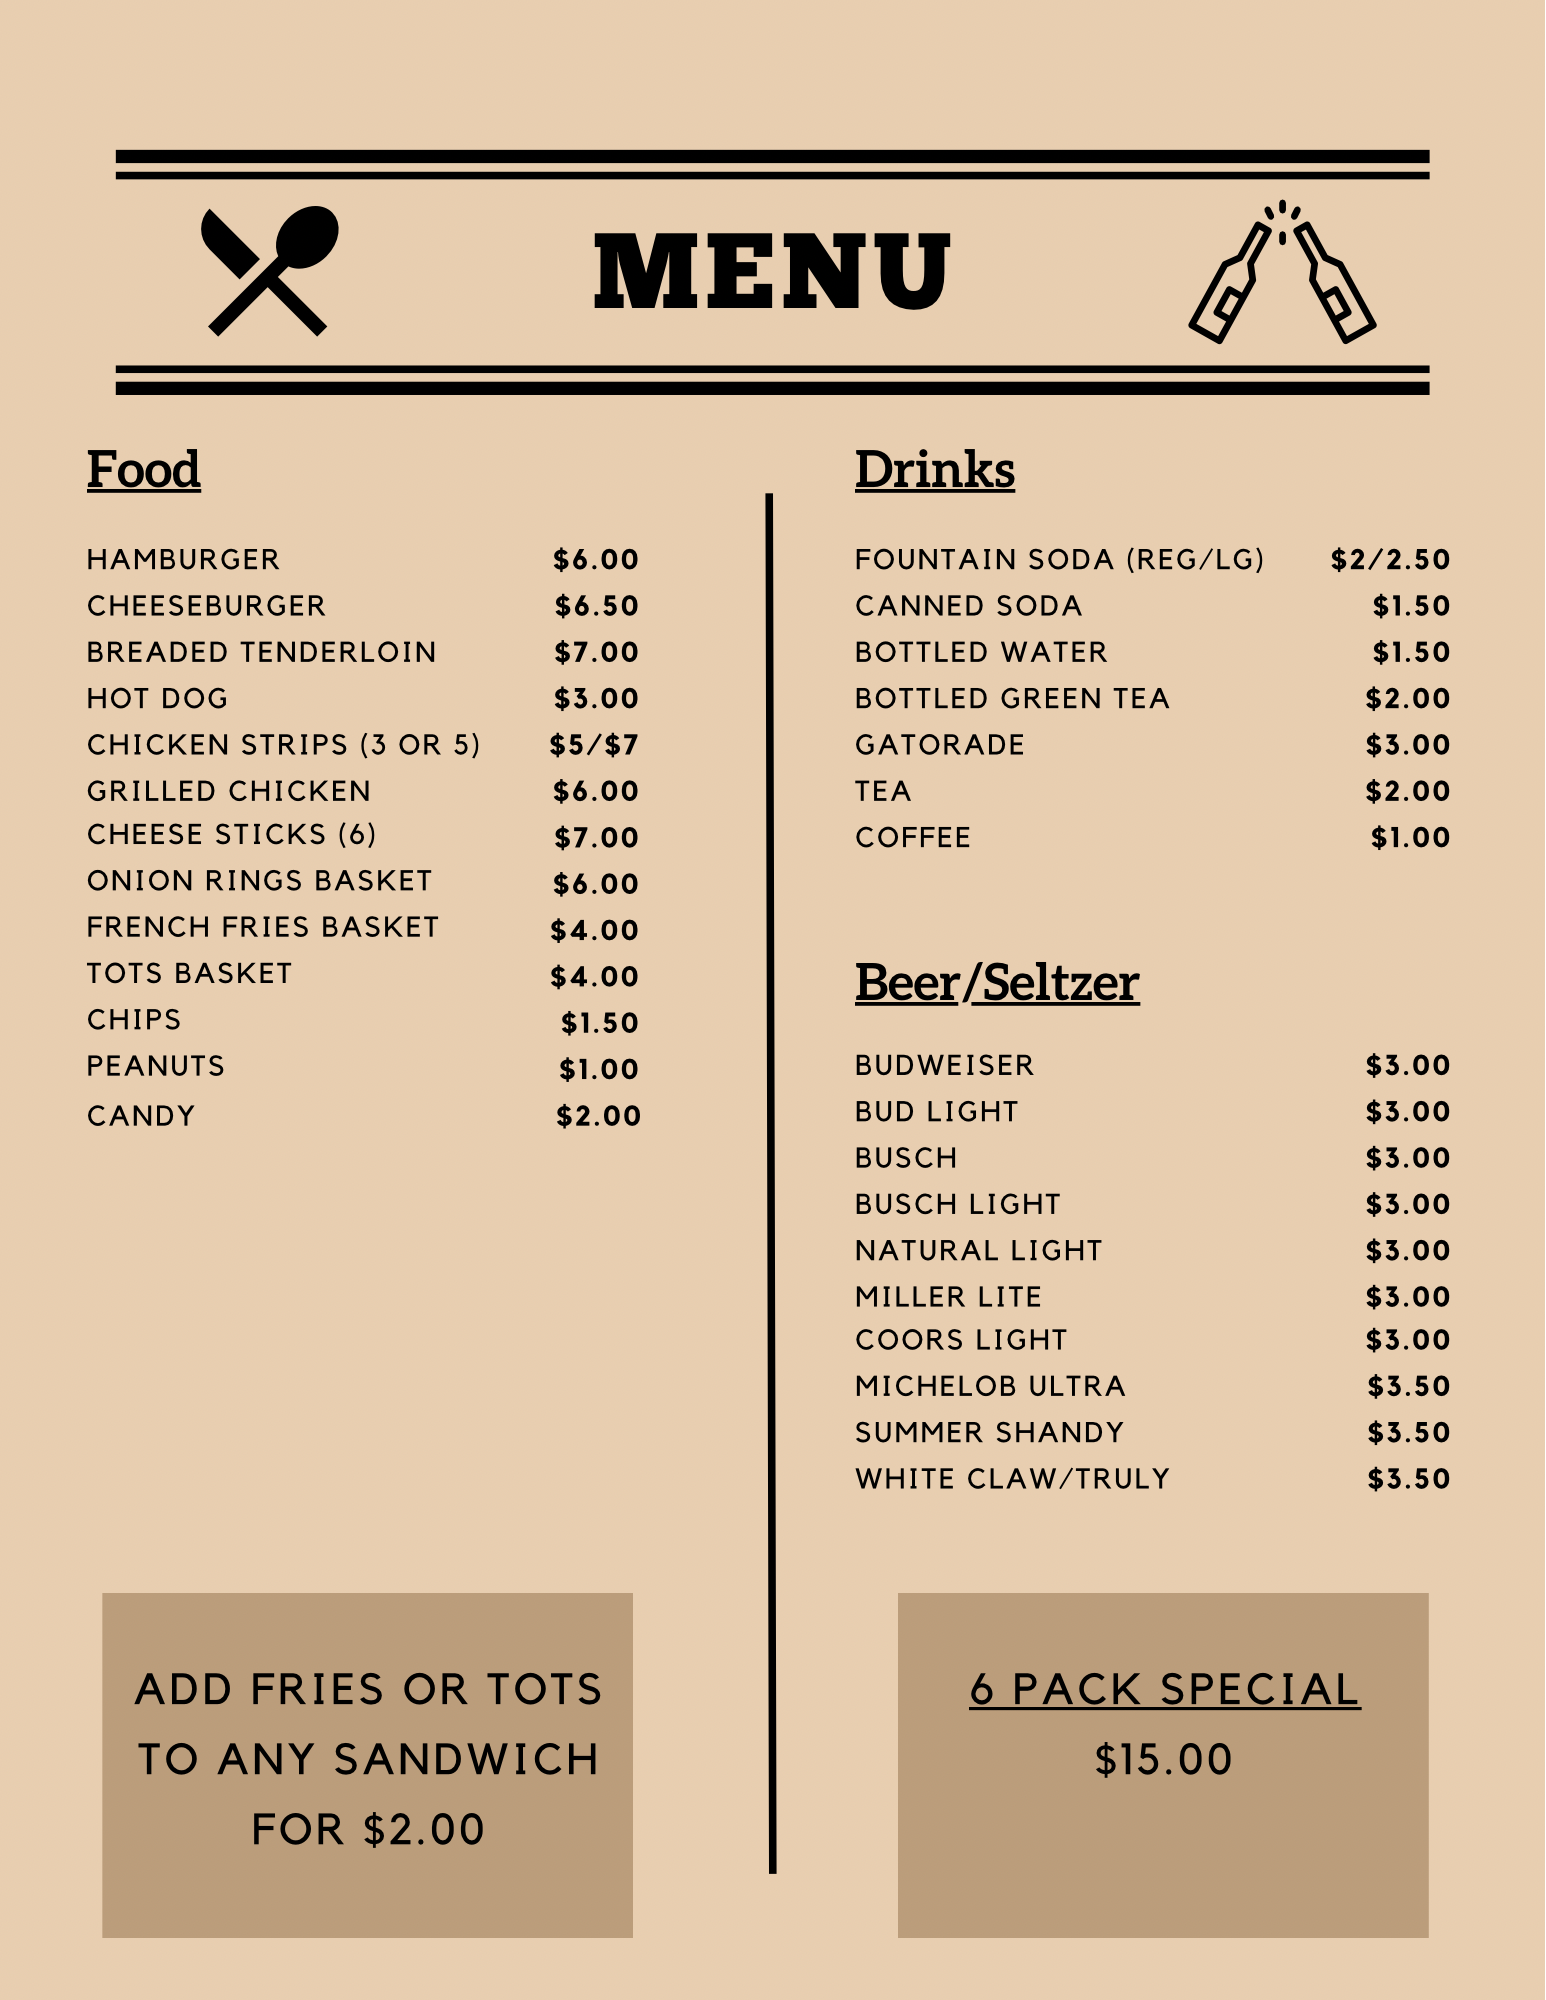 MENU
Food
HAMBURGER $6.00
CHEESEBURGER $6.50
BREADED TENDERLOIN $7.00
HOT DOG $3.00
CHICKEN STRIPS (3 OR 5) $5/$7
GRILLED CHICKEN $6.00
CHEESE STICKS (6) $7.00
ONION RINGS BASKET $6.00
FRENCH FRIES BASKET $4.00
TOTS BASKET $4.00
CHIPS $1.50
PEANUTS $1.00
CANDY $2.00
ADD FRIES OR TOTS
TO ANY SANDWICH
FOR $2.00
Drinks
FOUNTAIN SODA (REG/LG) $2/2.50
CANNED SODA $1.50
BOTTLED WATER $1.50
BOTTLED GREEN TEA $2.00
GATORADE $3.00
TEA $2.00
COFFEE $1.00
Beer/Seltzer
BUDWEISER $3.00
BUD LIGHT $3.00
BUSCH $3.00
BUSCH LIGHT $3.00
NATURAL LIGHT $3.00
MILLER LITE $3.00
COORS LIGHT $3.00
MICHELOB ULTRA $3.50
SUMMER SHANDY $3.50
WHITE CLAW/TRULY $3.50
6 PACK SPECIAL
$15.00